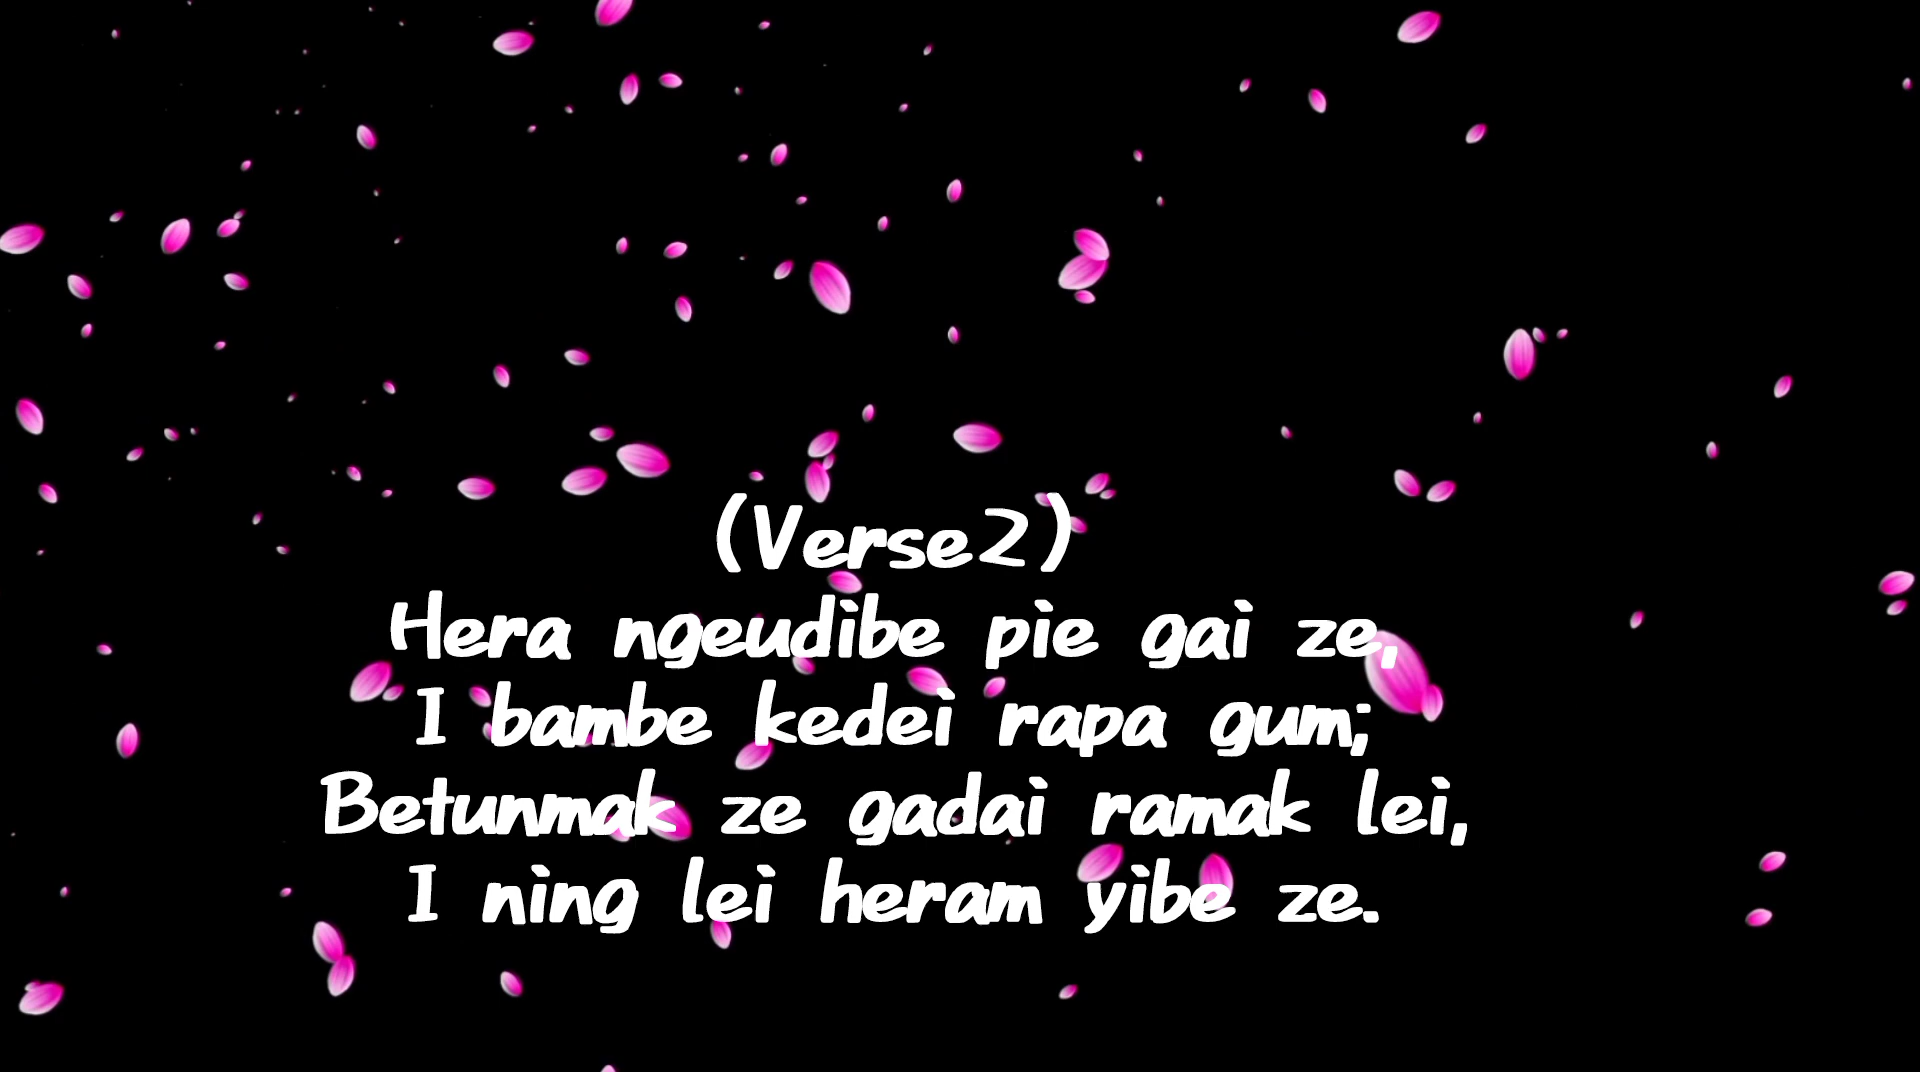 (Verse2)
Hera ngeudibe pie gai ze,
I bambe kedei rapa gum;
Betunmak ze gadai ramak lei,
I ning lei heram yibe ze.